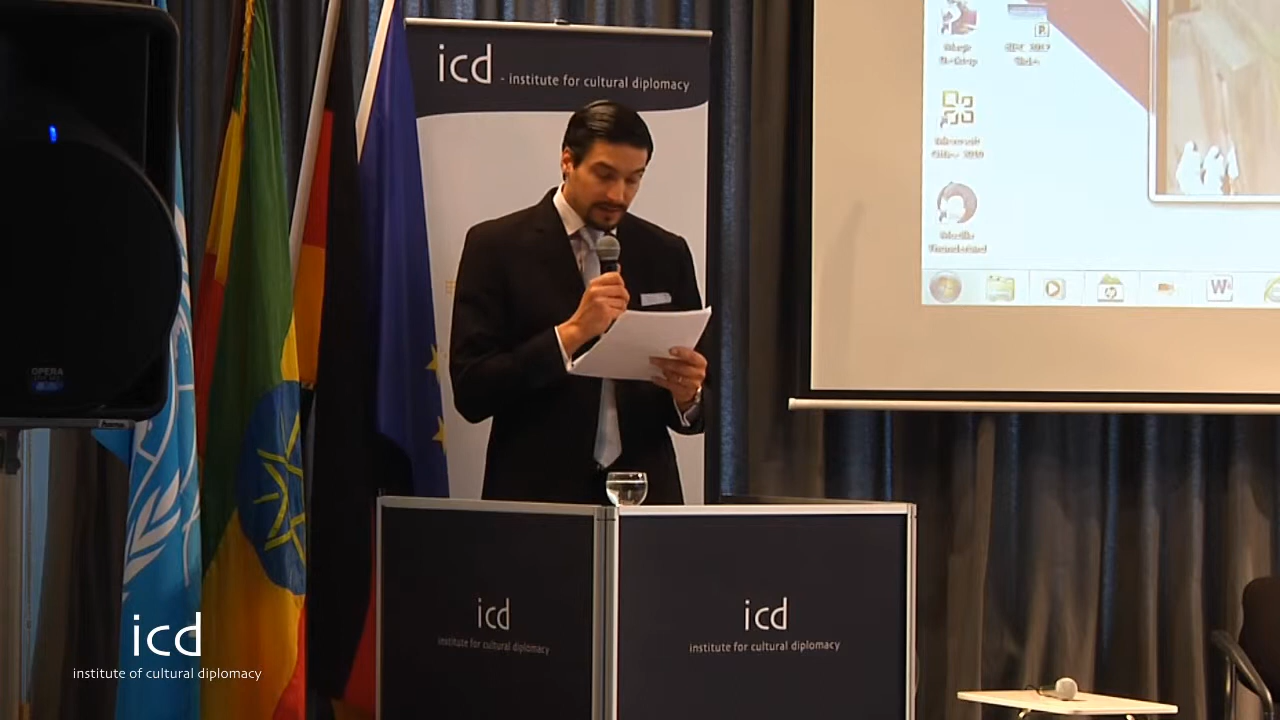 icd - institute for cultural diplomacy
OPERA
icd
institute for cultural diplomacy
icd
institute for cultural diplomacy
W
P
icd
institute of cultural diplomacy